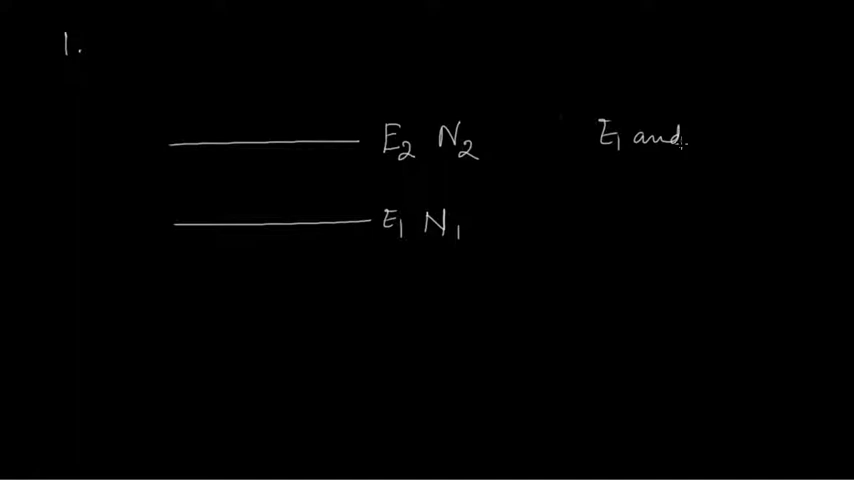 1.
E₂ N₂ E₁ and
E₁ N₁